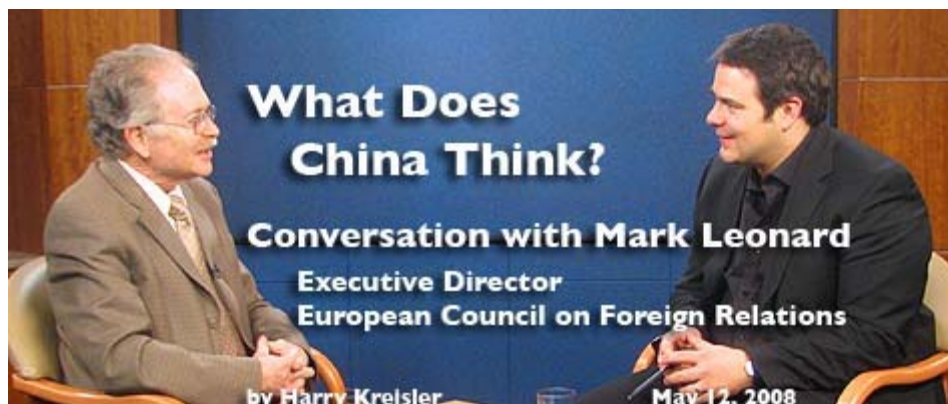 What Does
China Think?
Conversation with Mark Leonard
Executive Director
European Council on Foreign Relations
by Harry Kreisler May 12, 2008